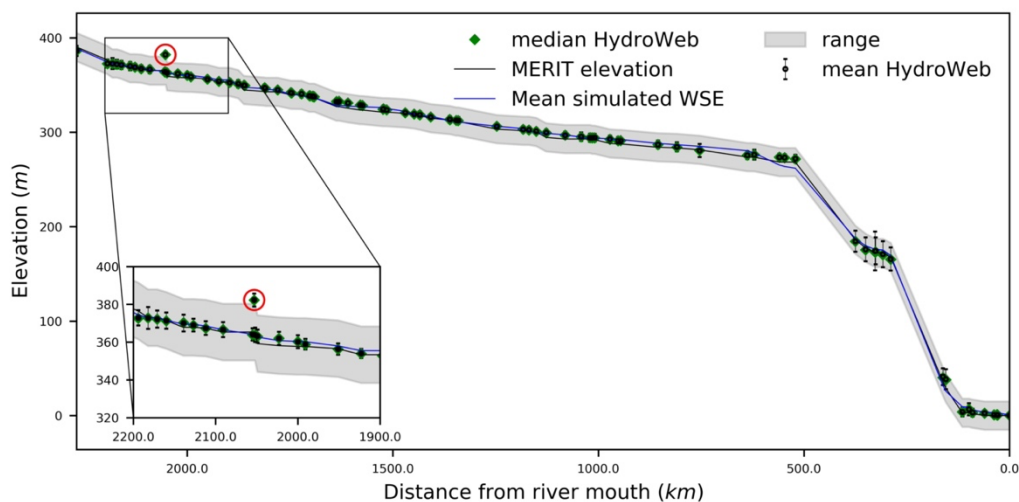 400
300
200
100
0
Elevation (m)
median HydroWeb
MERIT elevation
Mean simulated WSE
range
mean HydroWeb
400
380
360
340
320
2200.0 2100.0 2000.0 1900.0
2000.0 1500.0 1000.0 500.0 0.0
Distance from river mouth (km)